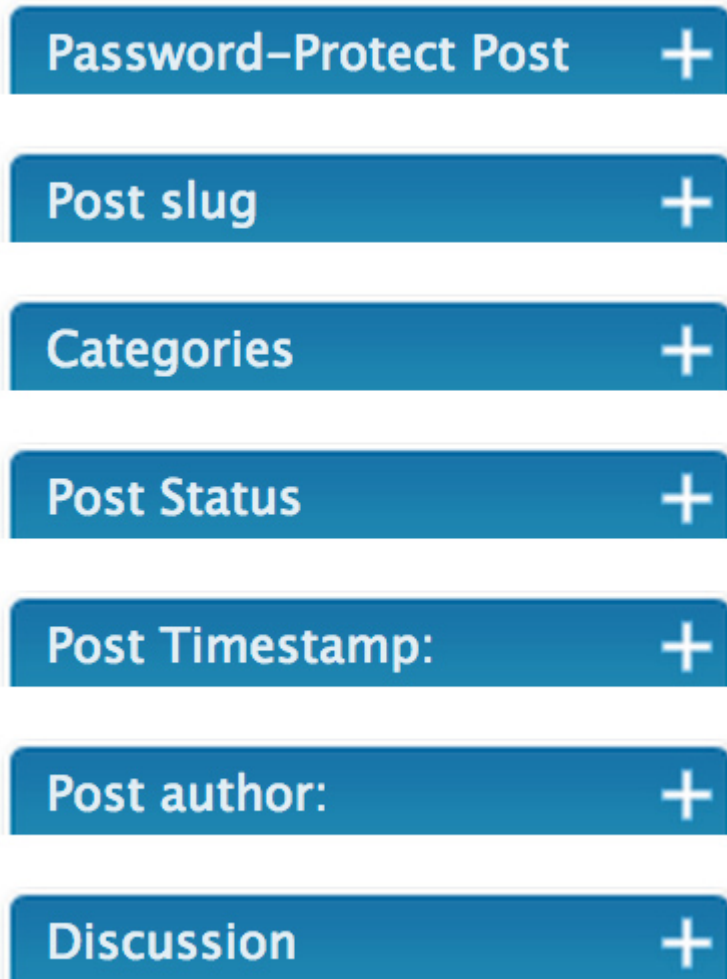 Password-Protect Post
Post slug
Categories
Post Status
Post Timestamp:
Post author:
Discussion